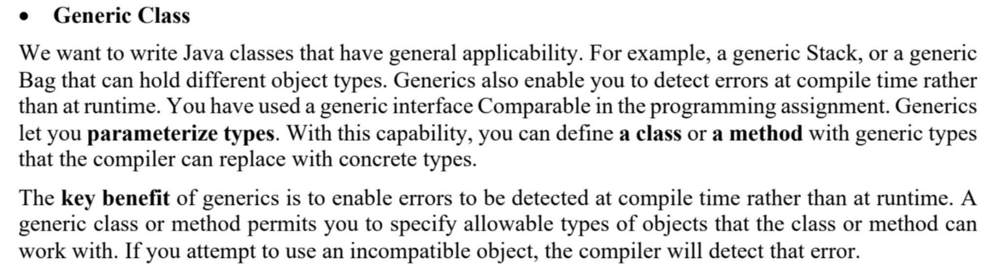 • Generic Class
We want to write Java classes that have general applicability. For example, a generic Stack, or a generic
Bag that can hold different object types. Generics also enable you to detect errors at compile time rather
than at runtime. You have used a generic interface Comparable in the programming assignment. Generics
let you parameterize types. With this capability, you can define a class or a method with generic types
that the compiler can replace with concrete types.
The key benefit of generics is to enable errors to be detected at compile time rather than at runtime. A
generic class or method permits you to specify allowable types of objects that the class or method can
work with. If you attempt to use an incompatible object, the compiler will detect that error.